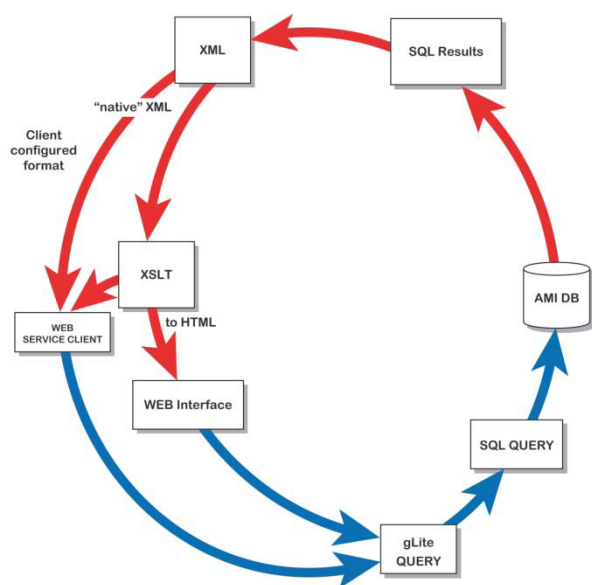 XML
SQL Results
“native” XML
Client
configured
format
XSLT
AMI DB
to HTML
WEB
SERVICE CLIENT
WEB Interface
SQL QUERY
gLite
QUERY